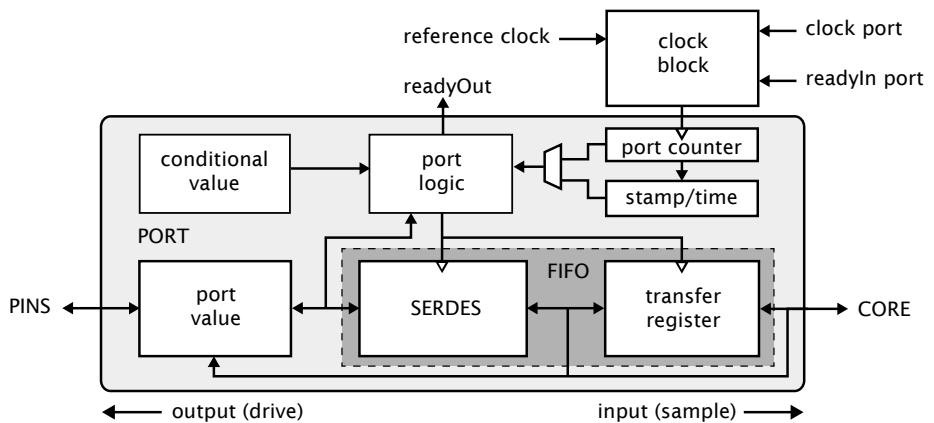 reference clock
clock
block
clock port
readyIn port
readyOut
conditional
value
port
logic
port counter
stamp/time
PORT
FIFO
PINS
port
value
SERDES
transfer
register
CORE
output (drive)
input (sample)